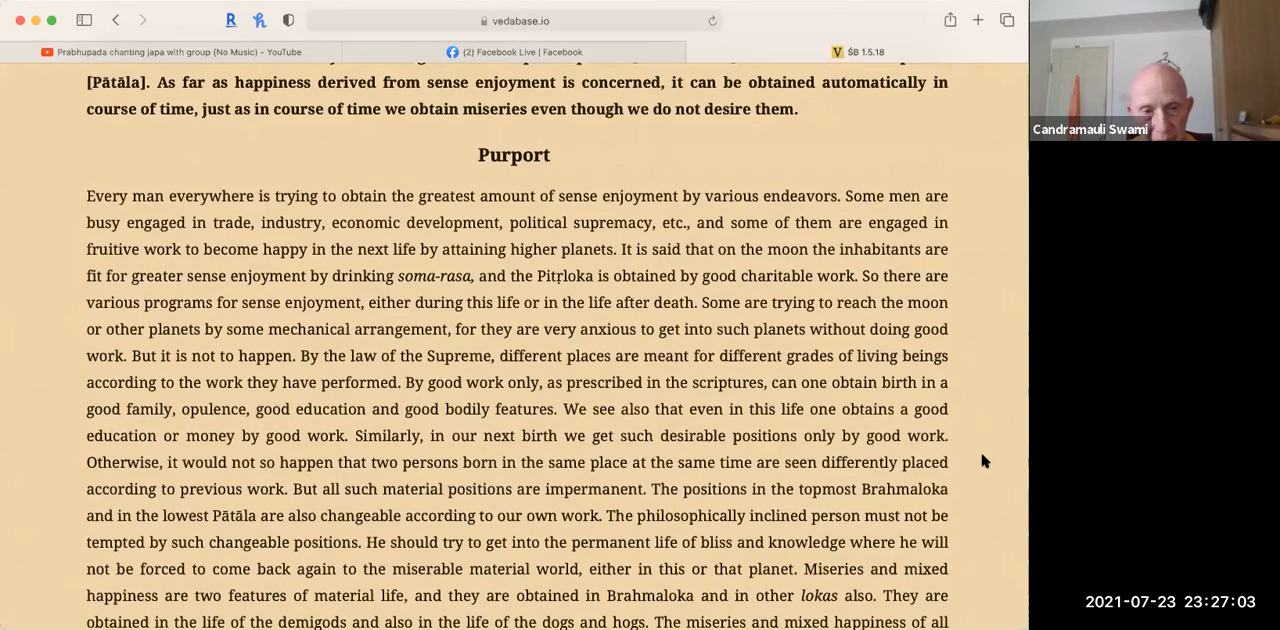 vedabase.io
Prabhupada chanting japa with group (No Music) - YouTube
(2) Facebook Live | Facebook
ŚB 1.5.18
[Pātāla]. As far as happiness derived from sense enjoyment is concerned, it can be obtained automatically in
course of time, just as in course of time we obtain miseries even though we do not desire them.
Purport
Every man everywhere is trying to obtain the greatest amount of sense enjoyment by various endeavors. Some men are
busy engaged in trade, industry, economic development, political supremacy, etc., and some of them are engaged in
fruitive work to become happy in the next life by attaining higher planets. It is said that on the moon the inhabitants are
fit for greater sense enjoyment by drinking soma-rasa, and the Pitṛloka is obtained by good charitable work. So there are
various programs for sense enjoyment, either during this life or in the life after death. Some are trying to reach the moon
or other planets by some mechanical arrangement, for they are very anxious to get into such planets without doing good
work. But it is not to happen. By the law of the Supreme, different places are meant for different grades of living beings
according to the work they have performed. By good work only, as prescribed in the scriptures, can one obtain birth in a
good family, opulence, good education and good bodily features. We see also that even in this life one obtains a good
education or money by good work. Similarly, in our next birth we get such desirable positions only by good work.
Otherwise, it would not so happen that two persons born in the same place at the same time are seen differently placed
according to previous work. But all such material positions are impermanent. The positions in the topmost Brahmaloka
and in the lowest Pātāla are also changeable according to our own work. The philosophically inclined person must not be
tempted by such changeable positions. He should try to get into the permanent life of bliss and knowledge where he will
not be forced to come back again to the miserable material world, either in this or that planet. Miseries and mixed
happiness are two features of material life, and they are obtained in Brahmaloka and in other lokas also. They are
obtained in the life of the demigods and also in the life of the dogs and hogs. The miseries and mixed happiness of all
Candramauli Swami
2021-07-23 23:27:03